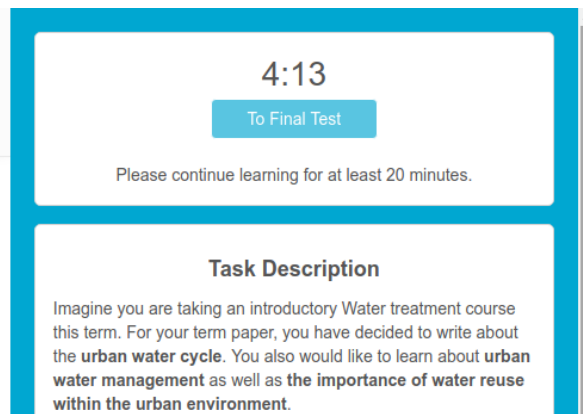 4:13
To Final Test
Please continue learning for at least 20 minutes.
Task Description
Imagine you are taking an introductory Water treatment course
this term. For your term paper, you have decided to write about
the urban water cycle. You also would like to learn about urban
water management as well as the importance of water reuse
within the urban environment.